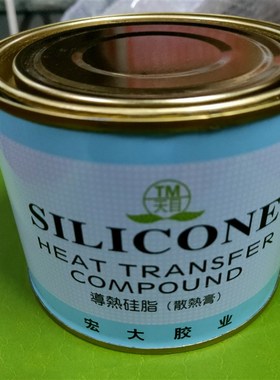 TM
天目
SILICONE
HEAT TRANSFER
COMPOUND
導熱硅脂（散熱膏）
宏大胶业